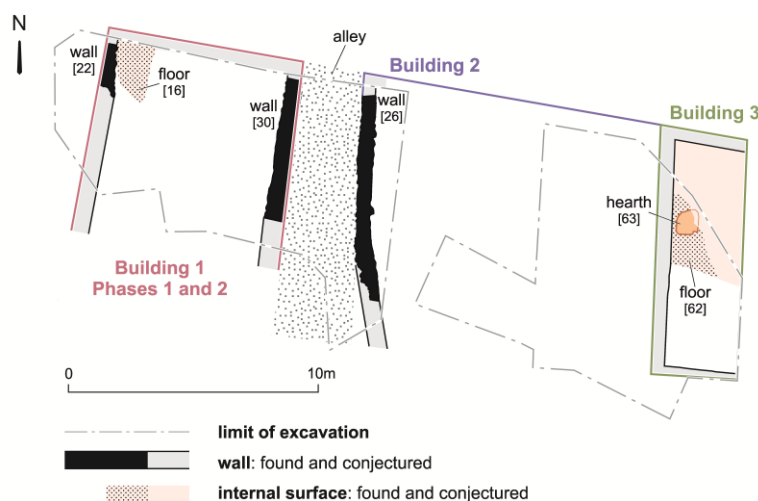 N
wall
[22]
floor
[16]
wall
[30]
alley
wall
[26]
Building 2
Building 3
hearth
[63]
floor
[62]
Building 1
Phases 1 and 2
0 10m
limit of excavation
wall: found and conjectured
internal surface: found and conjectured